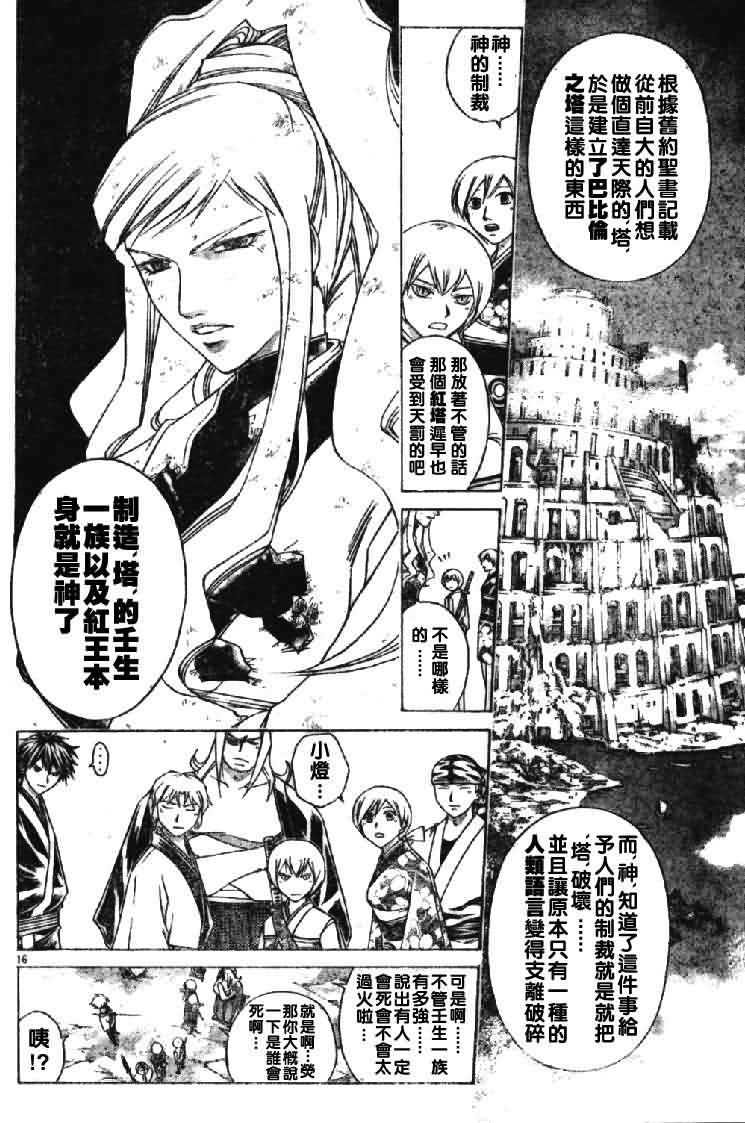 根據舊約聖書記載
從前自大的人們想
做個直達天際的,塔,
於是建立了巴比倫
之塔這樣的東西
而,神,知道了這件事給
予人們的制裁就是就把
,塔,破壞……
並且讓原本只有一種的
人類語言變得支離破碎
神……
神的制裁
那放著不管的話
那個紅塔遲早也
會受到天罰的吧
不是哪樣
的……
制造,塔,的壬生
一族以及紅王本
身就是神了
小燈…
…
16
可是啊……
不管壬生一族
有多強……
說出有人一定
會死會不會太
過火啦…
就是啊…熒
那你大概說
一下是誰會
死啊…
咦
!?